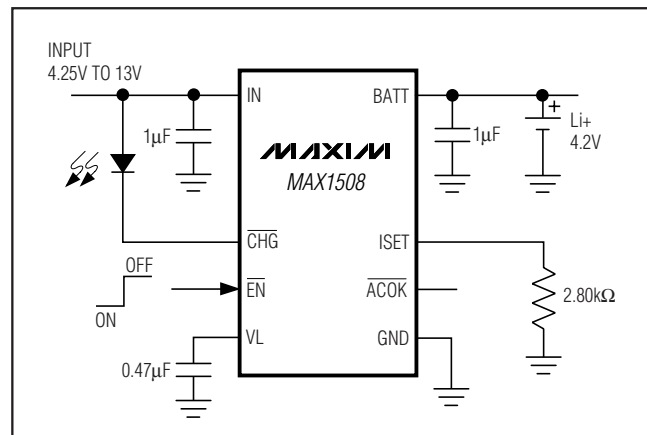 INPUT
4.25V TO 13V
IN
BATT
1µF
1µF
Li+
4.2V
+
MAXIM
MAX1508
CHG
ISET
OFF
ON
EN
ACOK
2.80kΩ
VL
GND
0.47µF